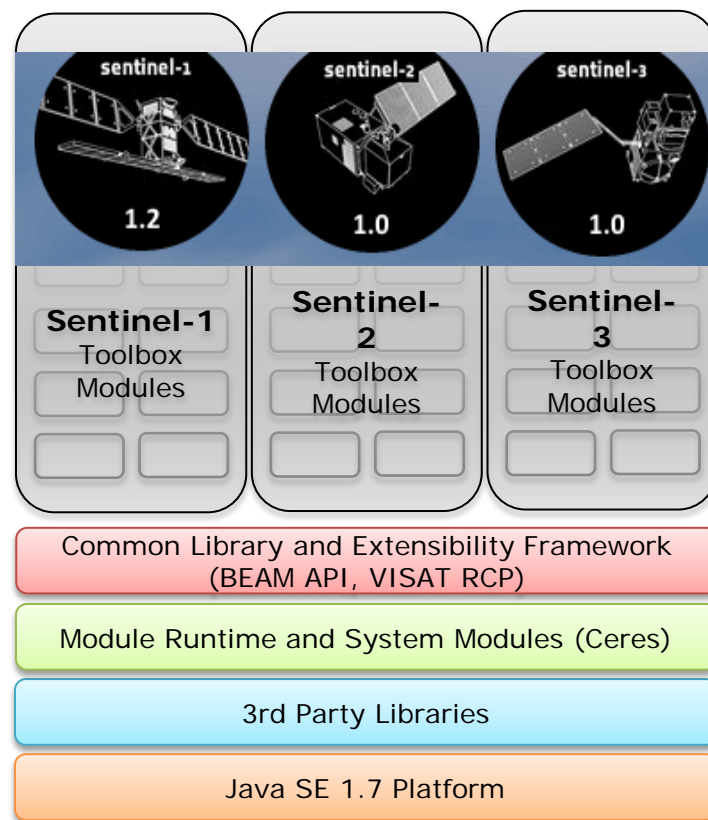 sentinel-1
sentinel-2
sentinel-3
1.2
1.0
1.0
Sentinel-1
Toolbox
Modules
Sentinel-
2
Toolbox
Modules
Sentinel-
3
Toolbox
Modules
Common Library and Extensibility Framework
(BEAM API, VISAT RCP)
Module Runtime and System Modules (Ceres)
3rd Party Libraries
Java SE 1.7 Platform